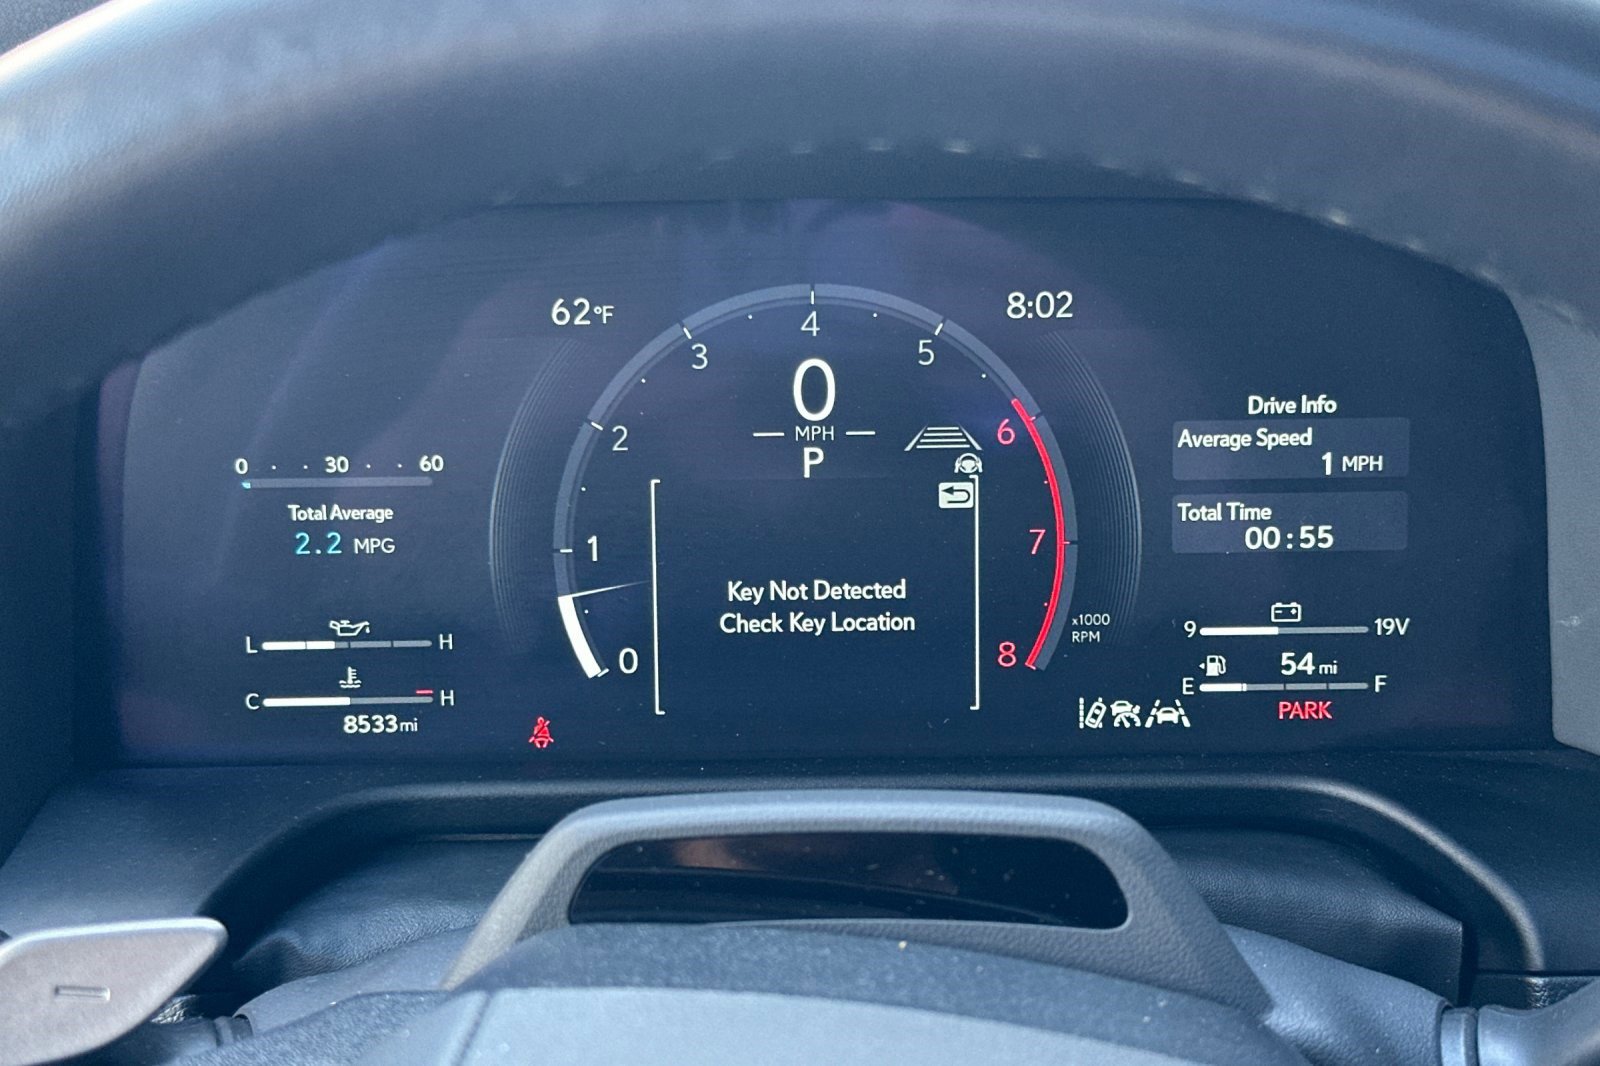 62°F
8:02
4
3
5
0
2
MPH
6
P
0 30 60
Total Average
2.2 MPG
1
7
Key Not Detected
Check Key Location
0
8
x1000
RPM
L H
C H
8533 mi
Drive Info
Average Speed
1 MPH
Total Time
00:55
9 19V
54 mi
E F
PARK